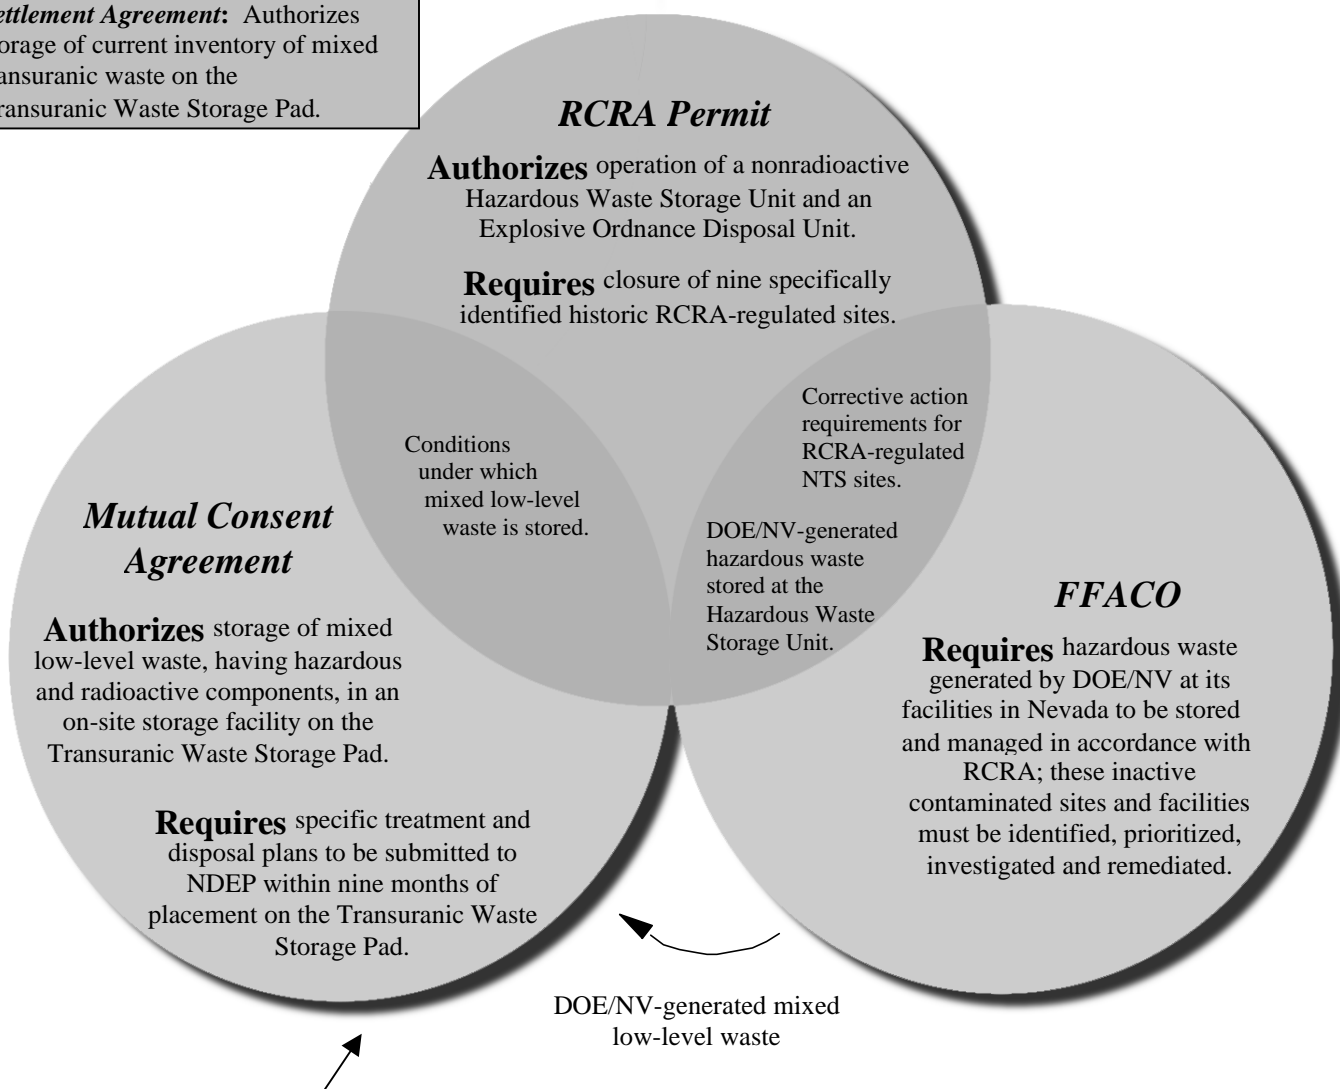 ettlement Agreement: Authorizes
orage of current inventory of mixed
ansuranic waste on the
ransuranic Waste Storage Pad.
RCRA Permit
Authorizes operation of a nonradioactive
Hazardous Waste Storage Unit and an
Explosive Ordnance Disposal Unit.
Requires closure of nine specifically
identified historic RCRA-regulated sites.
Conditions
under which
mixed low-level
waste is stored.
Corrective action
requirements for
RCRA-regulated
NTS sites.
DOE/NV-generated
hazardous waste
stored at the
Hazardous Waste
Storage Unit.
Mutual Consent
Agreement
Authorizes storage of mixed
low-level waste, having hazardous
and radioactive components, in an
on-site storage facility on the
Transuranic Waste Storage Pad.
Requires specific treatment and
disposal plans to be submitted to
NDEP within nine months of
placement on the Transuranic Waste
Storage Pad.
FFACO
Requires hazardous waste
generated by DOE/NV at its
facilities in Nevada to be stored
and managed in accordance with
RCRA; these inactive
contaminated sites and facilities
must be identified, prioritized,
investigated and remediated.
DOE/NV-generated mixed
low-level waste